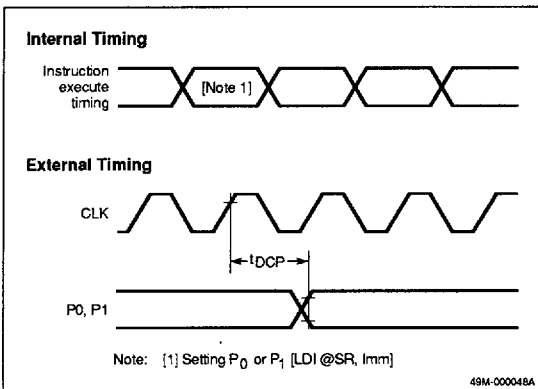 Internal Timing
Instruction
execute
timing
[Note 1]
External Timing
CLK
tDCP
P0, P1
Note: [1] Setting P0 or P1 [LDI @SR, Imm]
49M-000048A